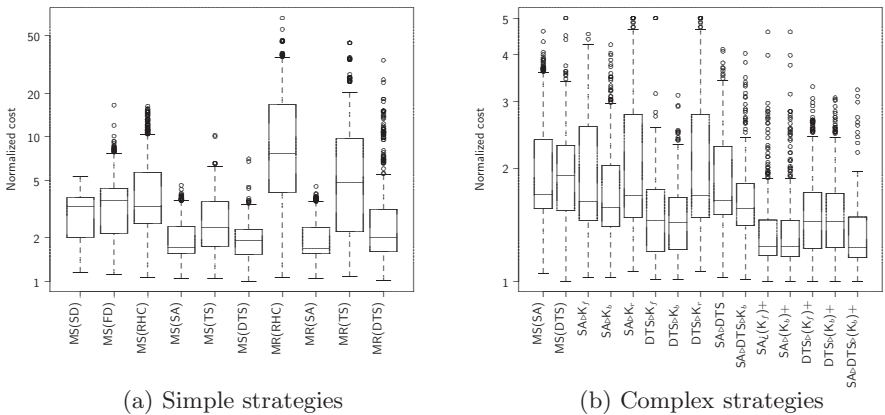 Normalized cost
50
20
10
5
2
1
MS(SD)
MS(FD)
MS(RHC)
MS(SA)
MS(TS)
MS(DTS)
MR(RHC)
MR(SA)
MR(TS)
MR(DTS)
(a) Simple strategies
Normalized cost
5
4
3
2
1
MS(SA)
MS(DTS)
SA▹K_f
SA▹K_b
SA▹K_r
DTS▹K_f
DTS▹K_b
DTS▹K_r
SA▹DTS
SA▹DTS▹K_b
SA¿(K_f)+
SA▹(K_b)+
DTS▹(K_f)+
DTS▹(K_b)+
SA▹DTS▹(K_b)+
(b) Complex strategies